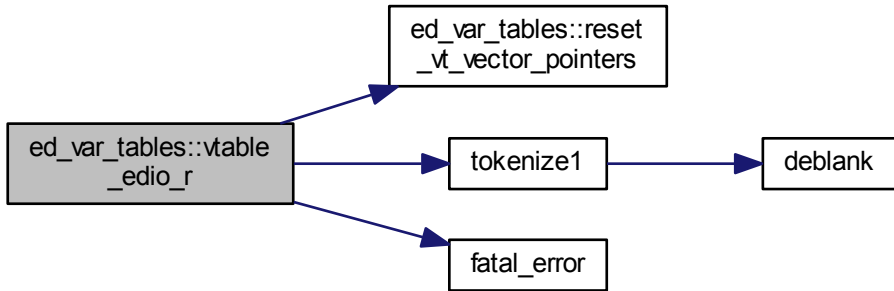 ed_var_tables::vtable
_edio_r
ed_var_tables::reset
_vt_vector_pointers
tokenize1
deblank
fatal_error